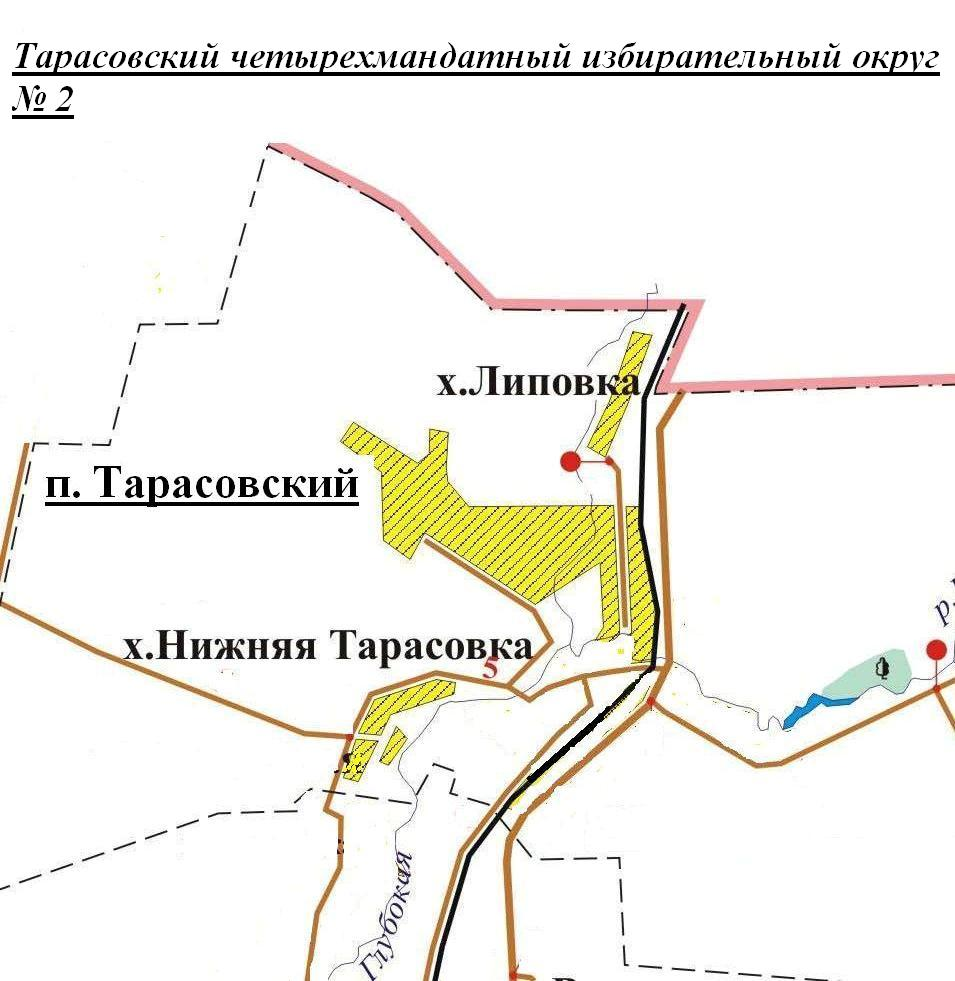 Тарасовский четырехмандатный избирательный округ
№ 2
х.Липовка
п. Тарасовский
х.Нижняя Тарасовка
5
Глубокая